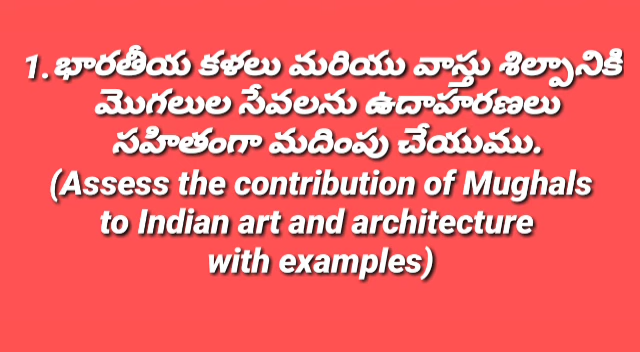 1. భారతీయ కళలు మరియు వాస్తు శిల్పానికి
మొగలుల సేవలను ఉదాహరణలు
సహితంగా మదింపు చేయుము.
(Assess the contribution of Mughals
to Indian art and architecture
with examples)